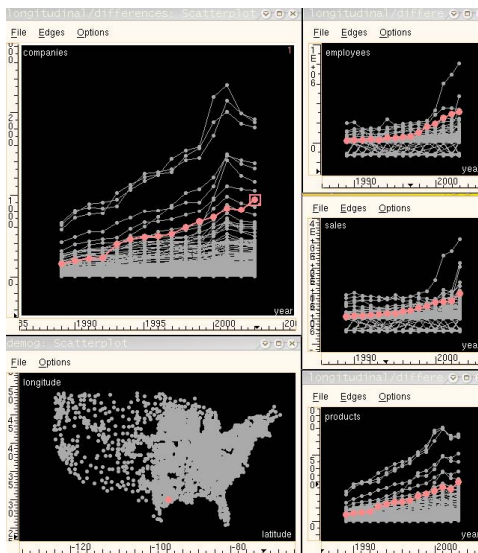 longitudinal/differences: Scatterplot
File Edges Options
companies
1
year
1990 1995 2000
demog: Scatterplot
File Options
longitude
latitude
-120 -100 -80
longitudinal/differe
File Edges Options
employees
year
1990 2000
File Edges Options
sales
year
1990 2000
longitudinal/differe
File Edges Options
products
year
1990 2000